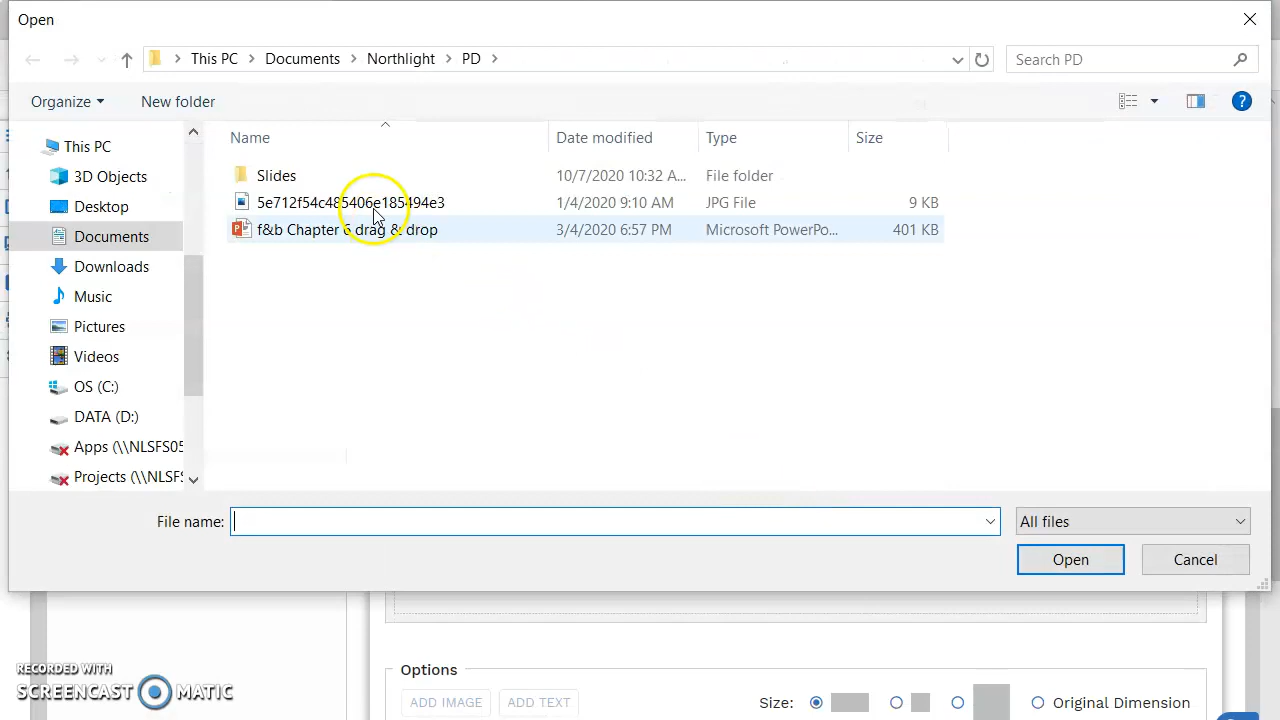 Open
This PC Documents Northlight PD Search PD
Organize New folder
Name Date modified Type Size
This PC
3D Objects
Desktop
Documents
Downloads
Music
Pictures
Videos
OS (C:)
DATA (D:)
Apps (\\NLSFS05
Projects (\\NLSFS
Slides 10/7/2020 10:32 A... File folder
5e712f54c485406e185494e3 1/4/2020 9:10 AM JPG File 9 KB
f&b Chapter 6 drag & drop 3/4/2020 6:57 PM Microsoft PowerPo... 401 KB
File name: All files
Open Cancel
Options
ADD IMAGE ADD TEXT Size: Original Dimension
RECORDED WITH
SCREENCAST MATIC